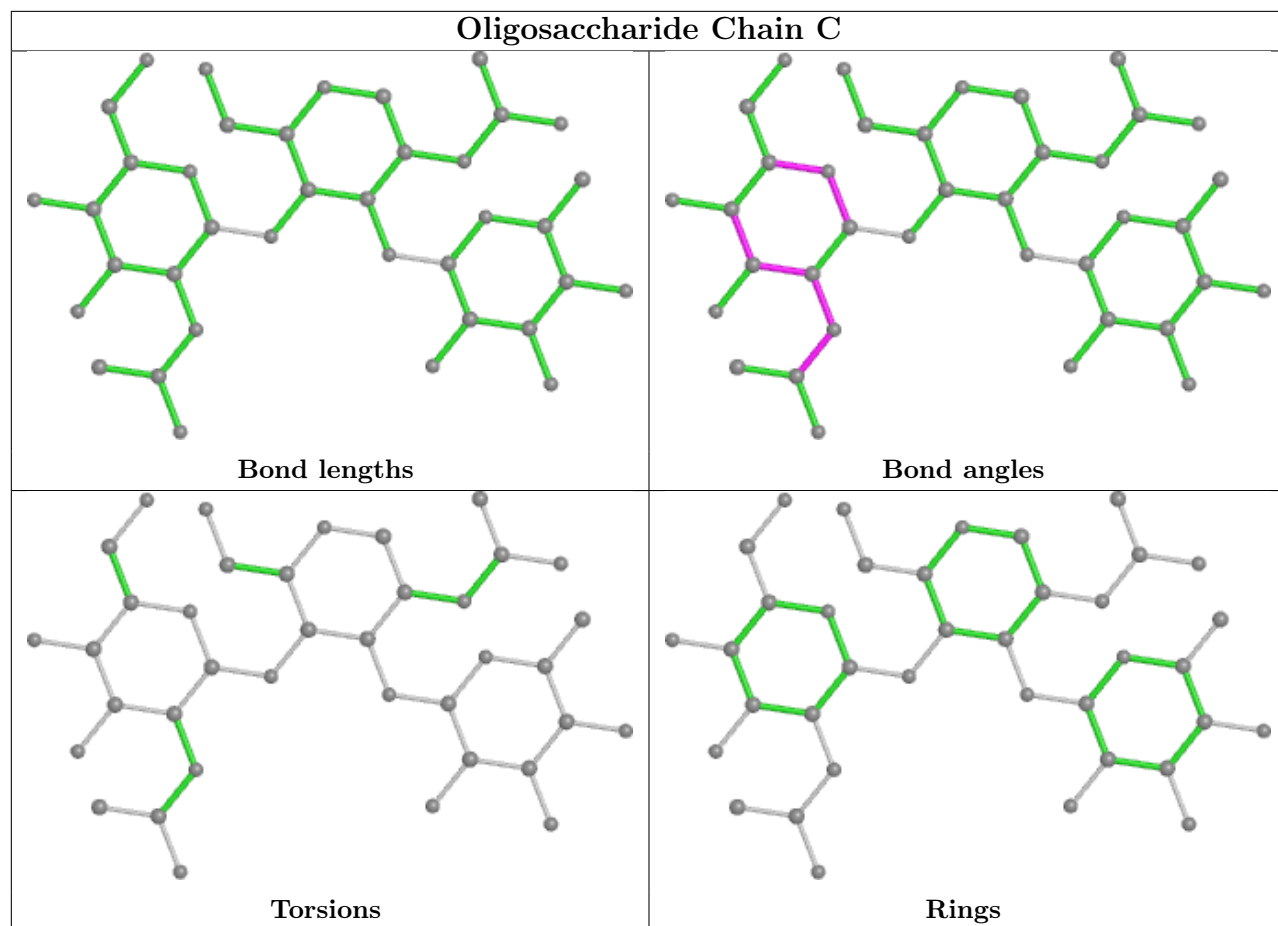 Oligosaccharide Chain C
Bond lengths
Bond angles
Torsions
Rings